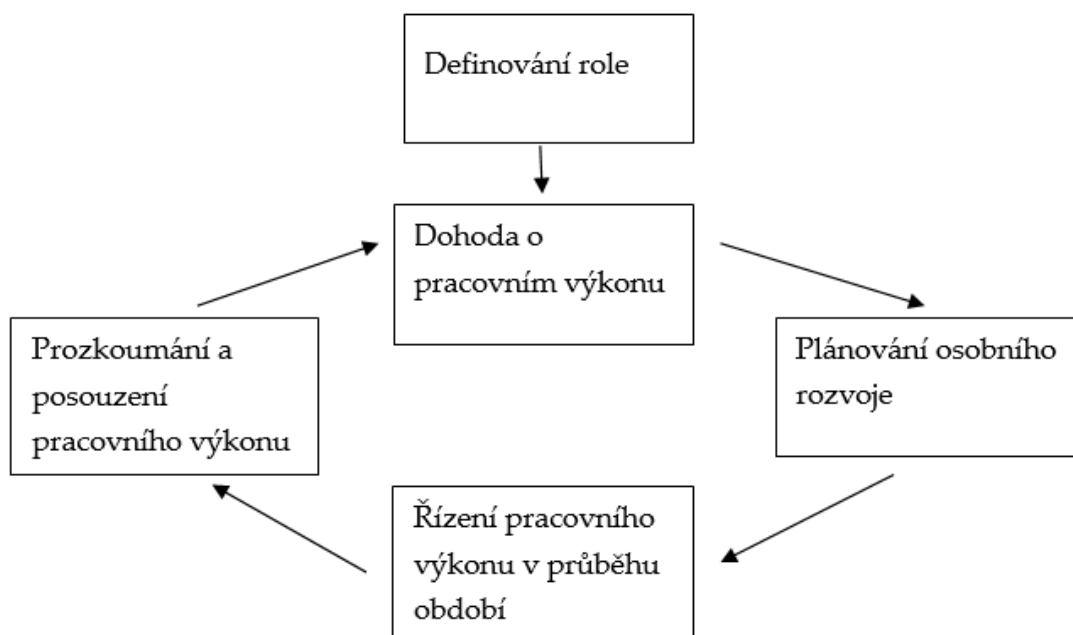 Definování role
Dohoda o
pracovním výkonu
Prozkoumání a
posouzení
pracovního výkonu
Plánování osobního
rozvoje
Řízení pracovního
výkonu v průběhu
období